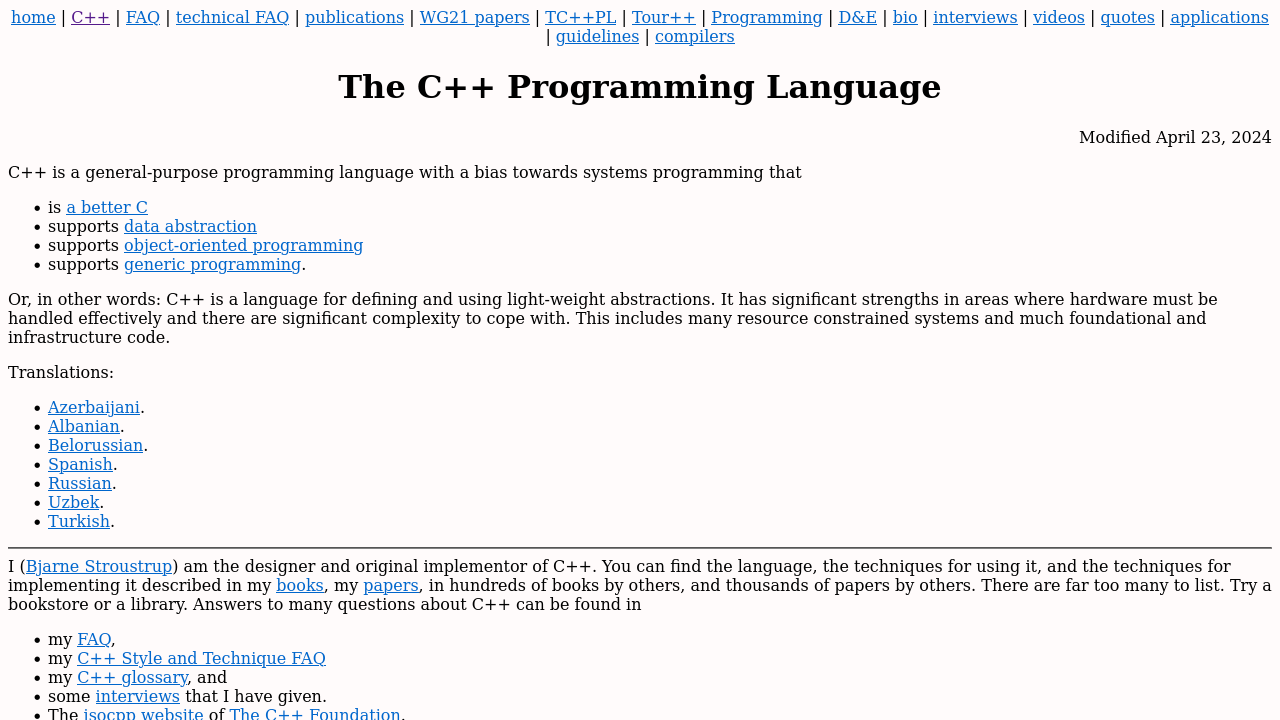 home | C++ | FAQ | technical FAQ | publications | WG21 papers | TC++PL | Tour++ | Programming | D&E | bio | interviews | videos | quotes | applications
| guidelines | compilers
The C++ Programming Language
Modified April 23, 2024
C++ is a general-purpose programming language with a bias towards systems programming that
• is a better C
• supports data abstraction
• supports object-oriented programming
• supports generic programming.
Or, in other words: C++ is a language for defining and using light-weight abstractions. It has significant strengths in areas where hardware must be
handled effectively and there are significant complexity to cope with. This includes many resource constrained systems and much foundational and
infrastructure code.
Translations:
• Azerbaijani.
• Albanian.
• Belorussian.
• Spanish.
• Russian.
• Uzbek.
• Turkish.
I (Bjarne Stroustrup) am the designer and original implementor of C++. You can find the language, the techniques for using it, and the techniques for
implementing it described in my books, my papers, in hundreds of books by others, and thousands of papers by others. There are far too many to list. Try a
bookstore or a library. Answers to many questions about C++ can be found in
• my FAQ,
• my C++ Style and Technique FAQ
• my C++ glossary, and
• some interviews that I have given.
• The isocpp website of The C++ Foundation.